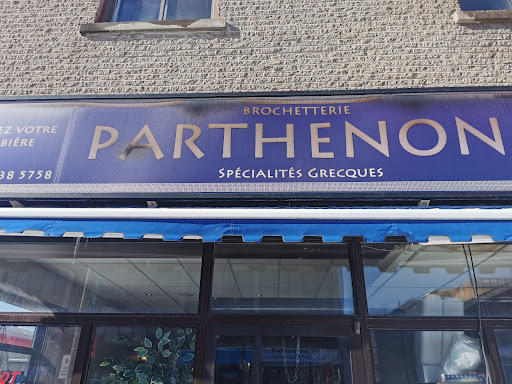 EZ VOTRE
BIÈRE
38 5758
BROCHETTERIE
PARTHENON
SPÉCIALITÉS GRECQUES